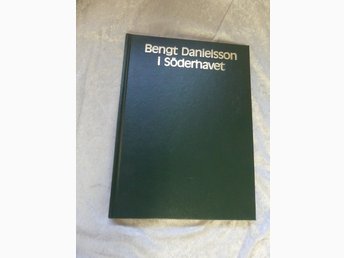 Bengt Danielsson
i Söderhavet